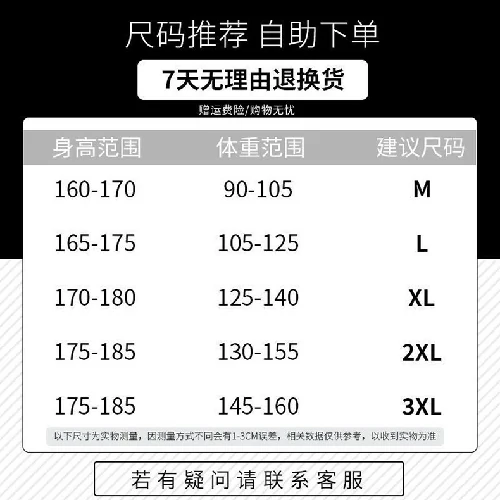 尺码推荐 自助下单
7天无理由退换货
赠运费险/购物无忧
身高范围 体重范围 建议尺码
160-170 90-105 M
165-175 105-125 L
170-180 125-140 XL
175-185 130-155 2XL
175-185 145-160 3XL
以下尺寸为实物测量，因测量方式不同会有1-3CM误差，相关数据仅供参考，以收到实物为准
若有疑问请联系客服